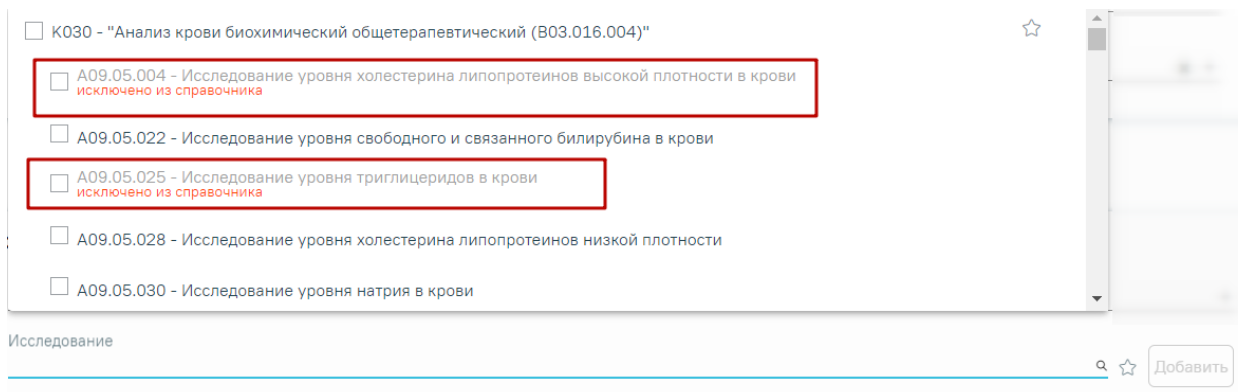 К030 - "Анализ крови биохимический общетерапевтический (B03.016.004)"
A09.05.004 - Исследование уровня холестерина липопротеинов высокой плотности в крови
исключено из справочника
A09.05.022 - Исследование уровня свободного и связанного билирубина в крови
A09.05.025 - Исследование уровня триглицеридов в крови
исключено из справочника
A09.05.028 - Исследование уровня холестерина липопротеинов низкой плотности
A09.05.030 - Исследование уровня натрия в крови
Исследование
Добавить